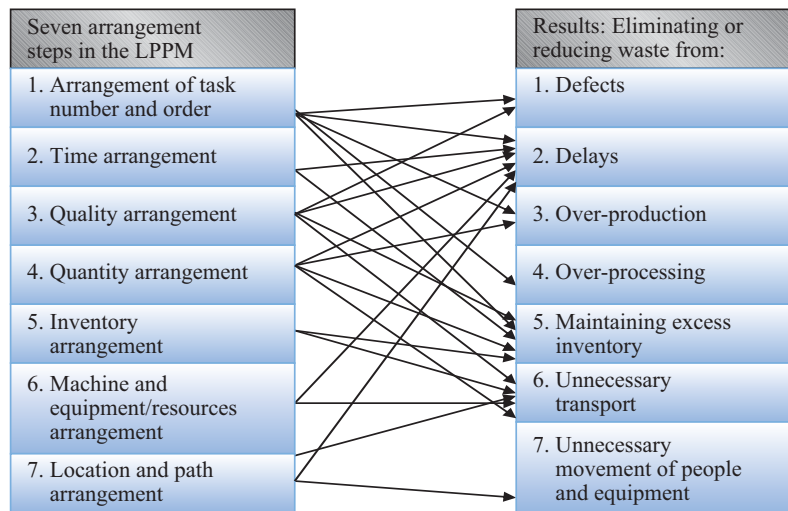 Seven arrangement
steps in the LPPM
1. Arrangement of task
number and order
2. Time arrangement
3. Quality arrangement
4. Quantity arrangement
5. Inventory
arrangement
6. Machine and
equipment/resources
arrangement
7. Location and path
arrangement
Results: Eliminating or
reducing waste from:
1. Defects
2. Delays
3. Over-production
4. Over-processing
5. Maintaining excess
inventory
6. Unnecessary
transport
7. Unnecessary
movement of people
and equipment